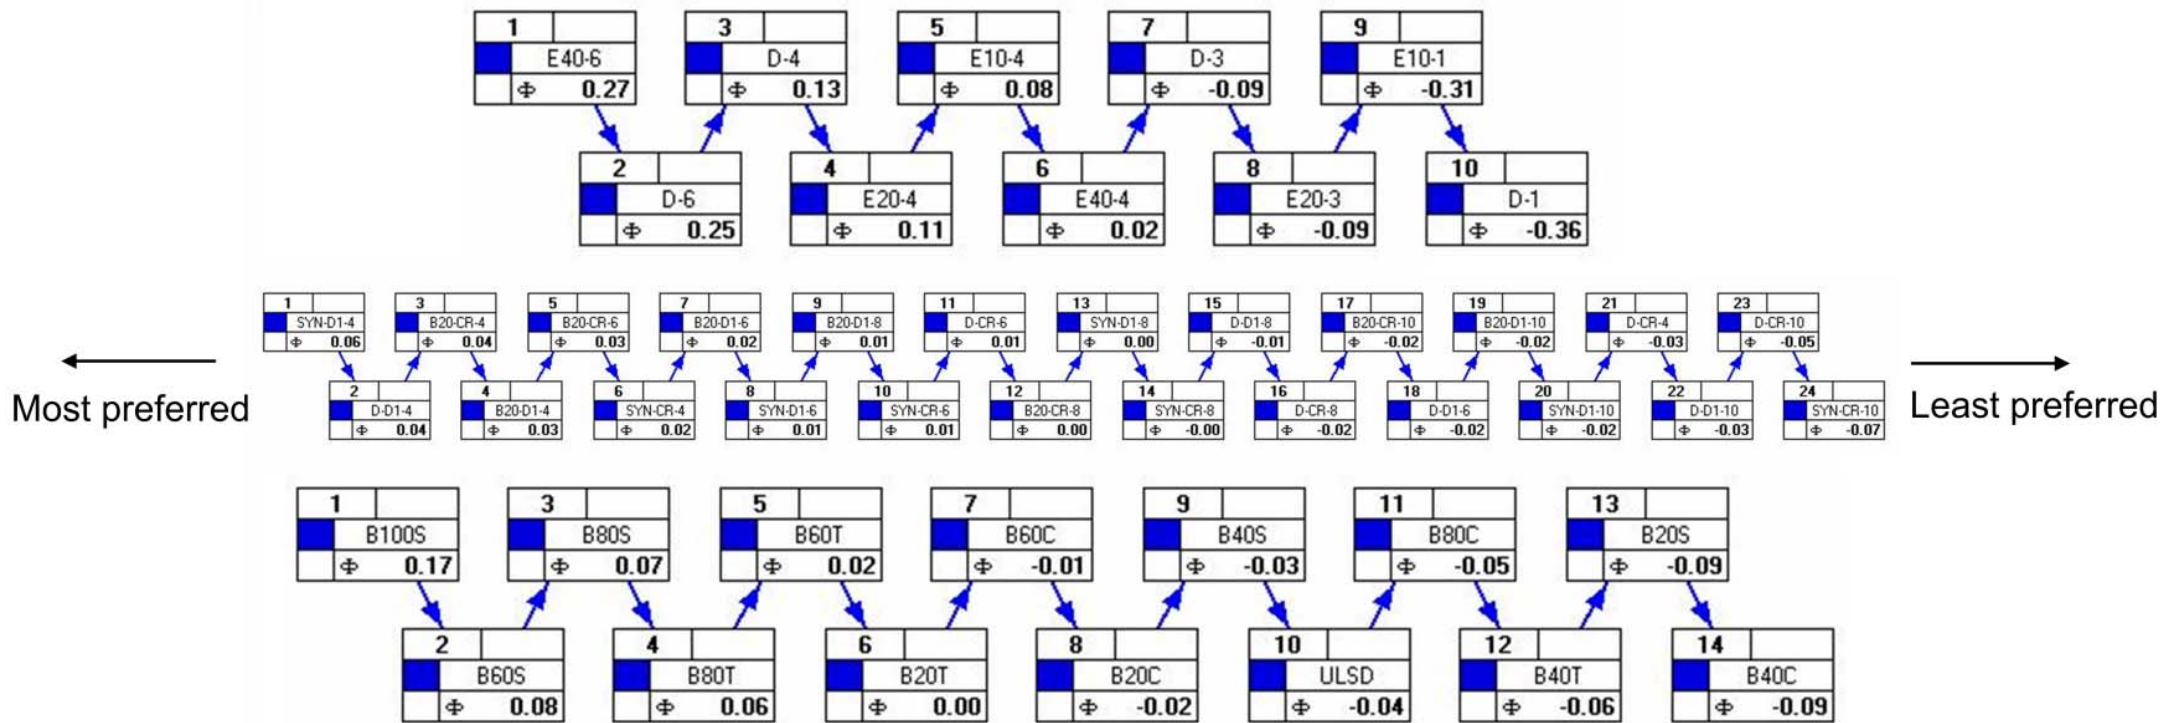 1
E40-6
Φ 0.27
2
D-6
Φ 0.25
3
D-4
Φ 0.13
4
E20-4
Φ 0.11
5
E10-4
Φ 0.08
6
E40-4
Φ 0.02
7
D-3
Φ -0.09
8
E20-3
Φ -0.09
9
E10-1
Φ -0.31
10
D-1
Φ -0.36
Most preferred
1
SYN-D1-4
Φ 0.06
2
D-D1-4
Φ 0.04
3
B20-CR-4
Φ 0.04
4
B20-D1-4
Φ 0.03
5
B20-CR-6
Φ 0.03
6
SYN-CR-4
Φ 0.02
7
B20-D1-6
Φ 0.02
8
SYN-D1-6
Φ 0.01
9
B20-D1-8
Φ 0.01
10
SYN-CR-6
Φ 0.01
11
D-CR-6
Φ 0.01
12
B20-CR-8
Φ 0.00
13
SYN-D1-8
Φ 0.00
14
SYN-CR-8
Φ -0.00
15
D-D1-8
Φ -0.01
16
D-CR-8
Φ -0.02
17
B20-CR-10
Φ -0.02
18
D-D1-6
Φ -0.02
19
B20-D1-10
Φ -0.02
20
SYN-D1-10
Φ -0.02
21
D-CR-4
Φ -0.03
22
D-D1-10
Φ -0.03
23
D-CR-10
Φ -0.05
24
SYN-CR-10
Φ -0.07
Least preferred
1
B100S
Φ 0.17
2
B60S
Φ 0.08
3
B80S
Φ 0.07
4
B80T
Φ 0.06
5
B60T
Φ 0.02
6
B20T
Φ 0.00
7
B60C
Φ -0.01
8
B20C
Φ -0.02
9
B40S
Φ -0.03
10
ULSD
Φ -0.04
11
B80C
Φ -0.05
12
B40T
Φ -0.06
13
B20S
Φ -0.09
14
B40C
Φ -0.09